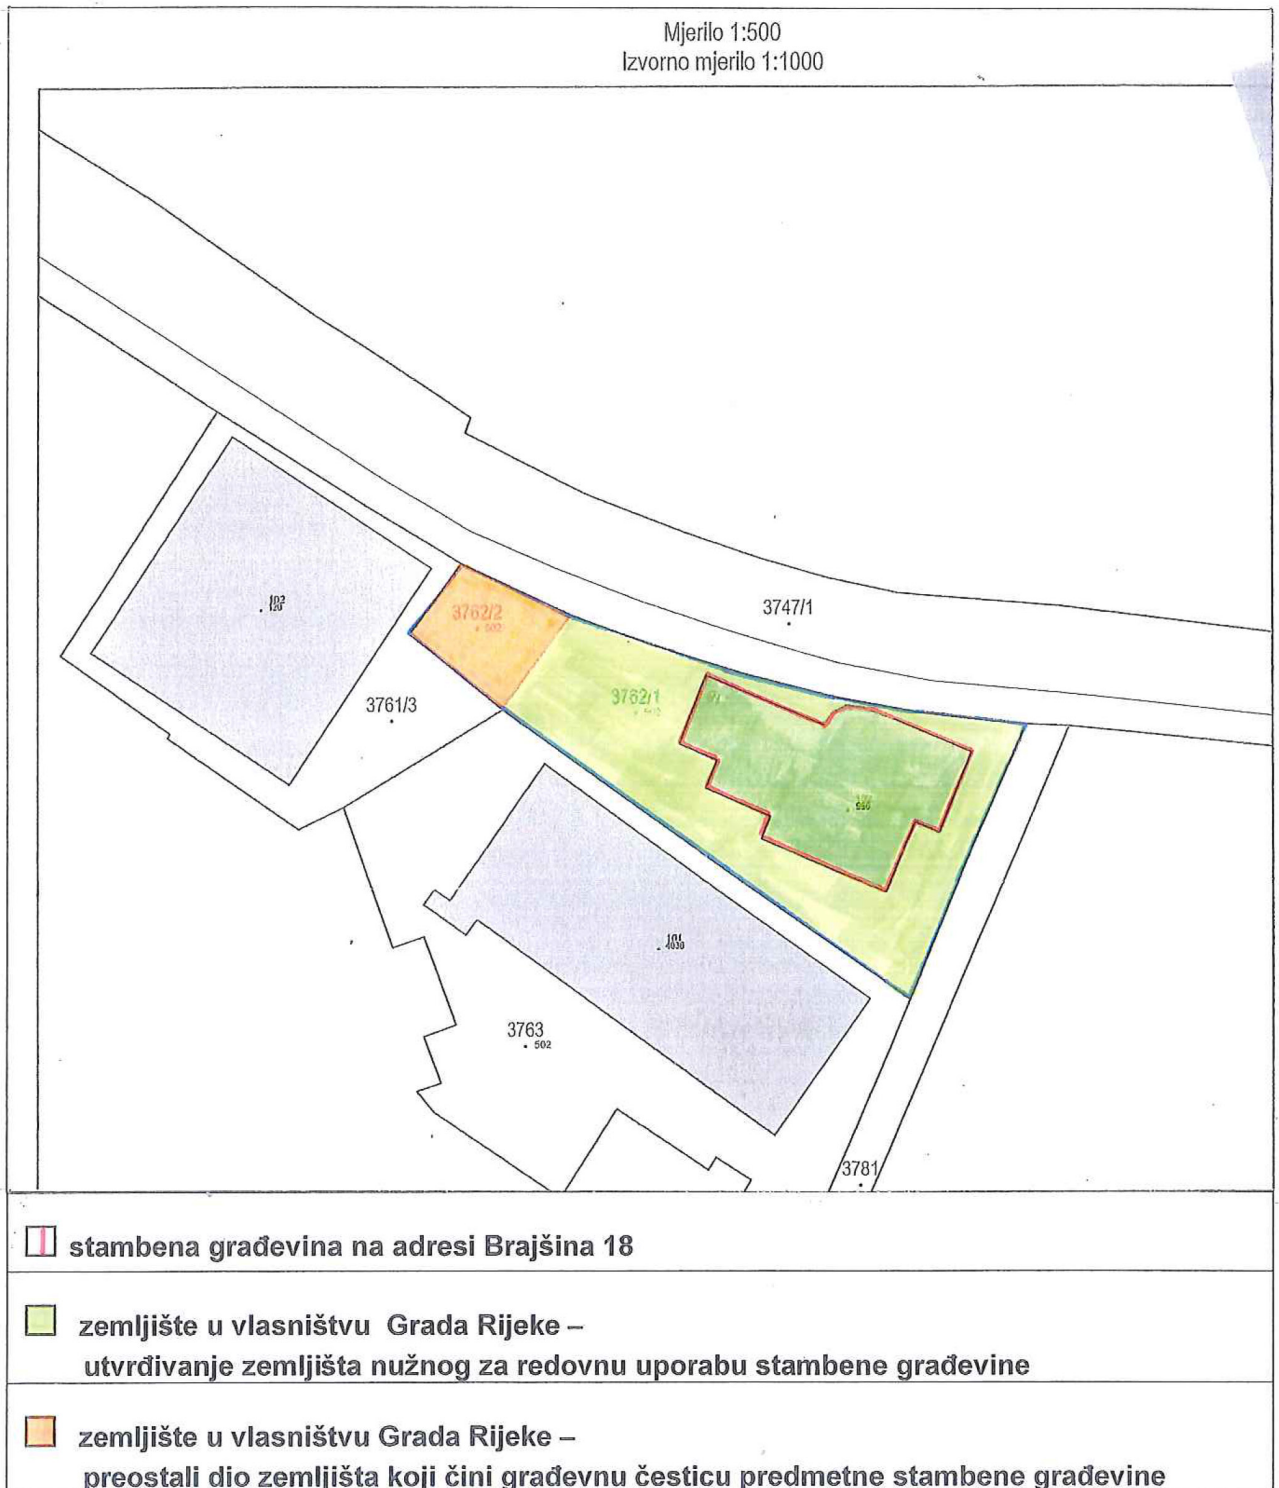 Mjerilo 1:500
Izvorno mjerilo 1:1000
3747/1
3762/2
502
3762/1
3761/3
3763
502
3781
stambena građevina na adresi Brajšina 18
zemljište u vlasništvu Grada Rijeke –
utvrđivanje zemljišta nužnog za redovnu uporabu stambene građevine
zemljište u vlasništvu Grada Rijeke –
preostali dio zemljišta koji čini građevnu česticu predmetne stambene građevine